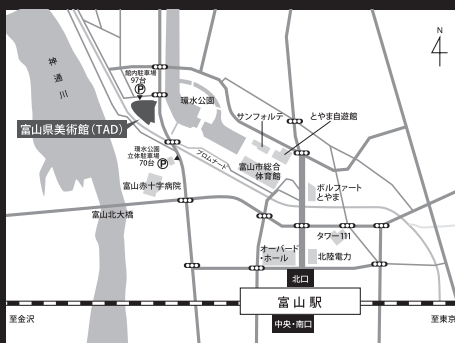 N
神通川
館内駐車場
97台
P
環水公園
サンフォルテ
とやま自遊館
富山県美術館(TAD)
環水公園
立体駐車場
70台
P
プロムナード
富山市総合
体育館
富山赤十字病院
ボルファート
とやま
富山北大橋
タワー111
オーバード
・ホール
北陸電力
北口
富山駅
至金沢
至東京
中央・南口